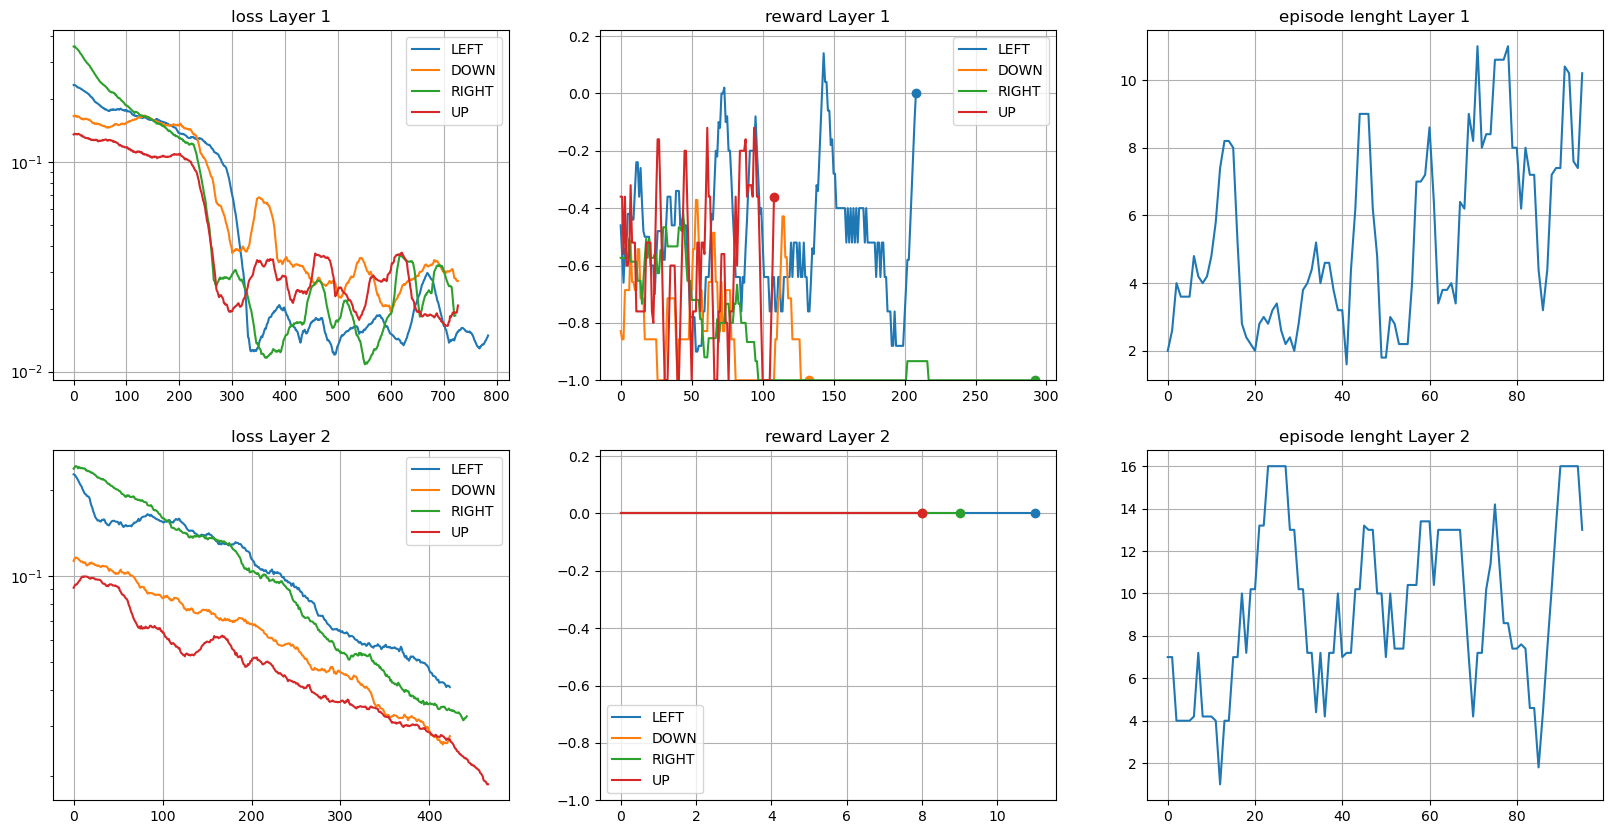 loss Layer 1
10⁻¹
10⁻²
0 100 200 300 400 500 600 700 800
LEFT
DOWN
RIGHT
UP
reward Layer 1
0.2
0.0
−0.2
−0.4
−0.6
−0.8
−1.0
0 50 100 150 200 250 300
LEFT
DOWN
RIGHT
UP
episode lenght Layer 1
10
8
6
4
2
0 20 40 60 80
loss Layer 2
10⁻¹
0 100 200 300 400
LEFT
DOWN
RIGHT
UP
reward Layer 2
0.2
0.0
−0.2
−0.4
−0.6
−0.8
−1.0
0 2 4 6 8 10
LEFT
DOWN
RIGHT
UP
episode lenght Layer 2
16
14
12
10
8
6
4
2
0 20 40 60 80